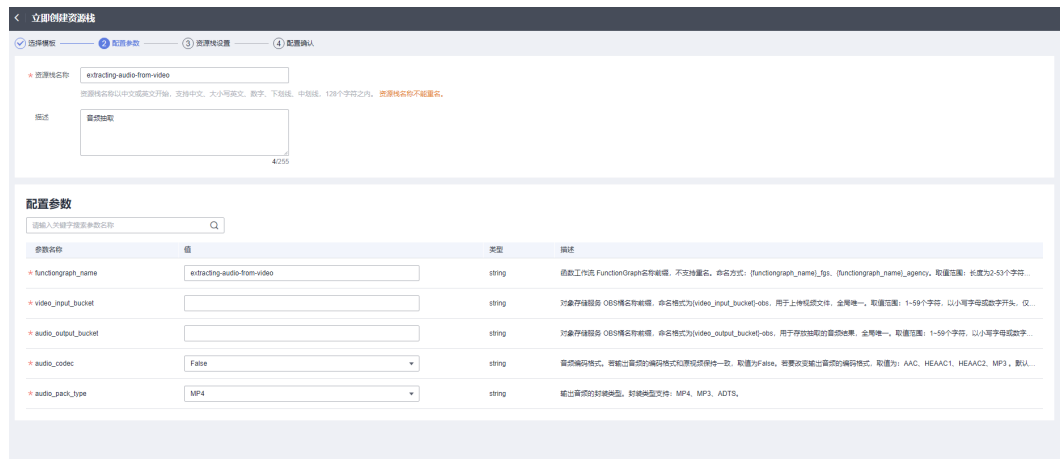 < 立即创建资源栈
选择模板 2 配置参数 3 资源栈设置 4 配置确认
* 资源栈名称 extracting-audio-from-video
资源栈名称以中文或英文开始，支持中文、大小写英文、数字、下划线、中划线，128个字符之内。 资源栈名称不能重名。
描述 音频抽取
4/255
配置参数
请输入关键字搜索参数名称
参数名称 值 类型 描述
* functiongraph_name extracting-audio-from-video string 函数工作流 FunctionGraph名称前缀，不支持重名。命名方式：{functiongraph_name}_fgs、{functiongraph_name}_agency。取值范围：长度为2-53个字符...
* video_input_bucket string 对象存储服务 OBS桶名称前缀，命名格式为{video_input_bucket}-obs，用于上传视频文件，全局唯一。取值范围：1~59个字符，以小写字母或数字开头，仅...
* audio_output_bucket string 对象存储服务 OBS桶名称前缀，命名格式为{video_output_bucket}-obs，用于存放抽取的音频结果，全局唯一。取值范围：1~59个字符，以小写字母或数字...
* audio_codec False string 音频编码格式。若输出音频的编码格式和原视频保持一致，取值为False。若要改变输出音频的编码格式，取值为：AAC、HEAAC1、HEAAC2、MP3 。默认...
* audio_pack_type MP4 string 输出音频的封装类型。封装类型支持：MP4、MP3、ADTS。